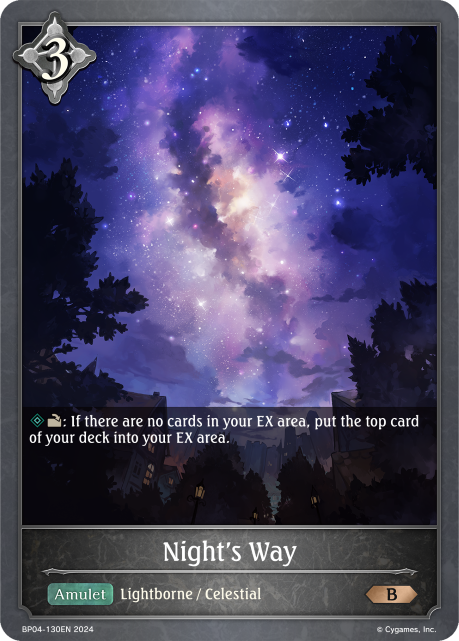 3
: If there are no cards in your EX area, put the top card
of your deck into your EX area.
Night's Way
Amulet Lightborne / Celestial B
BP04-130EN 2024 © Cygames, Inc.